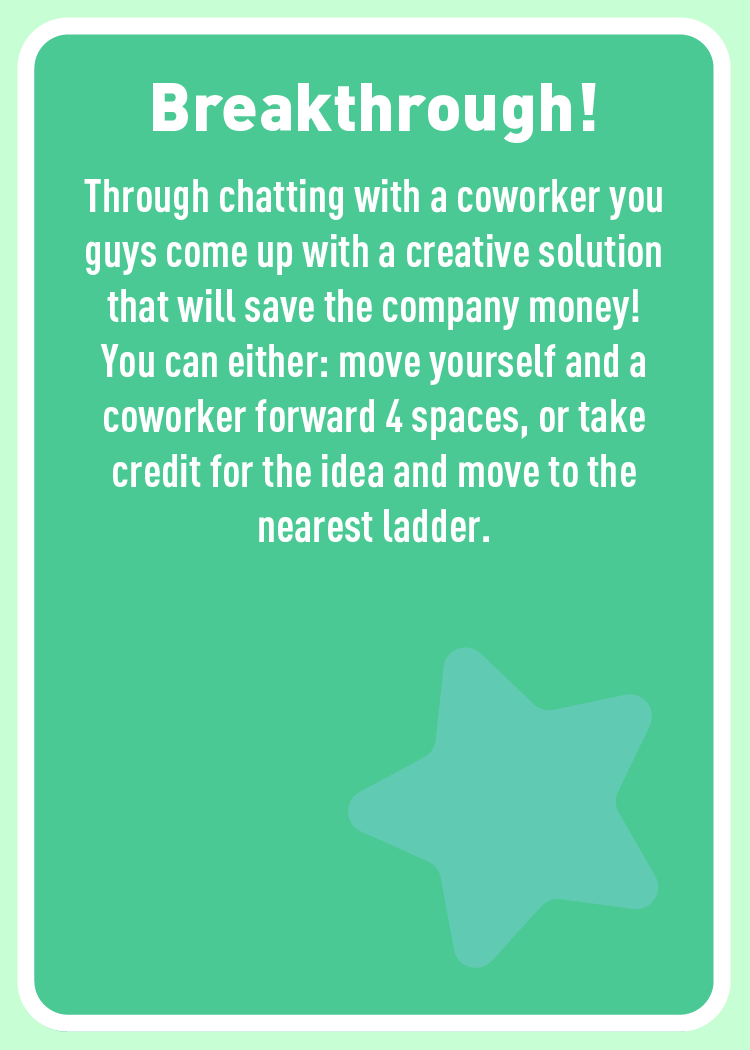 Breakthrough!
Through chatting with a coworker you
guys come up with a creative solution
that will save the company money!
You can either: move yourself and a
coworker forward 4 spaces, or take
credit for the idea and move to the
nearest ladder.